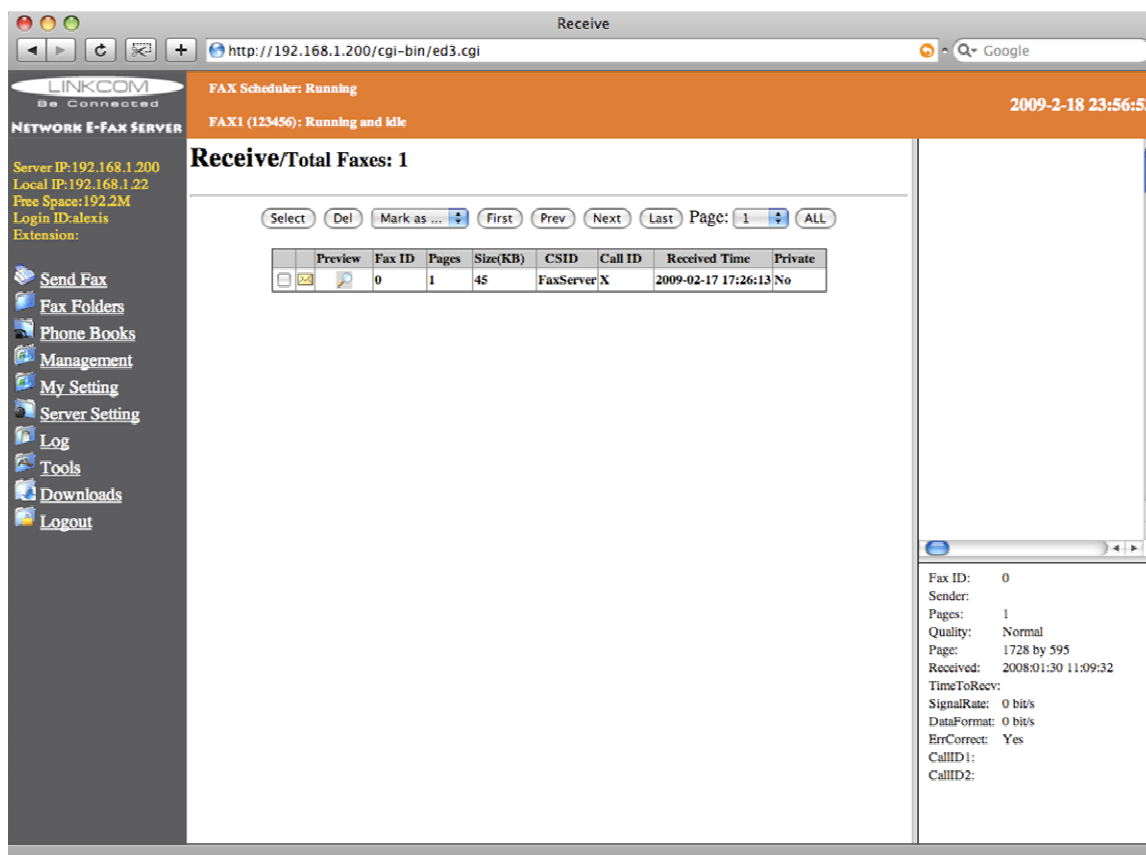 Receive
http://192.168.1.200/cgi-bin/ed3.cgi
Google
LINKCOM
Be Connected
NETWORK E-FAX SERVER
FAX Scheduler: Running
FAX1 (123456): Running and Idle
2009-2-18 23:56:5
Server IP:192.168.1.200
Local IP:192.168.1.22
Free Space:192.2M
Login ID:alexis
Extension:
Send Fax
Fax Folders
Phone Books
Management
My Setting
Server Setting
Log
Tools
Downloads
Logout
Receive/Total Faxes: 1
Select Del Mark as ... First Prev Next Last Page: 1 ALL
Preview Fax ID Pages Size(KB) CSID Call ID Received Time Private
0 1 45 FaxServer X 2009-02-17 17:26:13 No
Fax ID: 0
Sender:
Pages: 1
Quality: Normal
Page: 1728 by 595
Received: 2008:01:30 11:09:32
TimeToRecv:
SignalRate: 0 bit/s
DataFormat: 0 bit/s
ErrCorrect: Yes
CallID1:
CallID2: